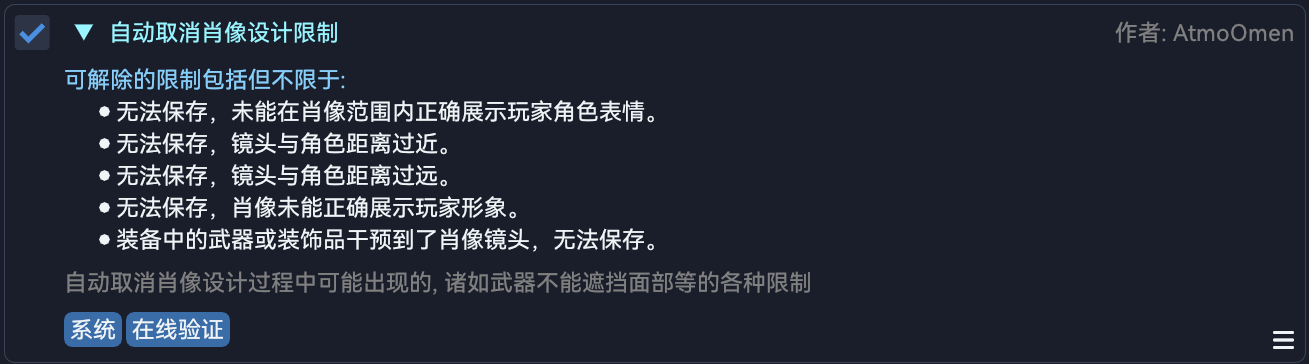 自动取消肖像设计限制
作者: AtmoOmen
可解除的限制包括但不限于:
无法保存，未能在肖像范围内正确展示玩家角色表情。
无法保存，镜头与角色距离过近。
无法保存，镜头与角色距离过远。
无法保存，肖像未能正确展示玩家形象。
装备中的武器或装饰品干预到了肖像镜头，无法保存。
自动取消肖像设计过程中可能出现的, 诸如武器不能遮挡面部等的各种限制
系统 在线验证